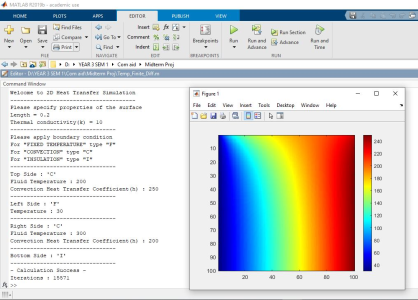 MATLAB R2018b - academic use
HOME PLOTS APPS EDITOR PUBLISH VIEW
New Open Save
Find Files
Compare
Print
Go To
Find
Insert
Comment
Indent
Breakpoints
Run
Run and Advance
Run Section
Advance
Run and Time
FILE NAVIGATE EDIT BREAKPOINTS RUN
D: YEAR 3 SEM 1 Com aid Midterm Proj
Editor - D:\YEAR 3 SEM 1\Com aid\Midterm Proj\Temp_Finite_Diff.m
Command Window
Welcome to 2D Heat Transfer Simulation
------------------------------------
Please specify properties of the surface
Length = 0.2
Thermal conductivity(k) = 10
------------------------------------
Please apply boundary condition
For "FIXED TEMPERATURE" type "F"
For "CONVECTION" type "C"
For "INSULATION" type "I"
------------------------------------
Top Side : 'C'
Fluid Temperature : 200
Convection Heat Transfer Coefficient(h) : 250
------------------------------------
Left Side : 'F'
Temperature : 30
------------------------------------
Right Side : 'C'
Fluid Temperature : 300
Convection Heat Transfer Coefficient(h) : 200
------------------------------------
Bottom Side : 'I'
------------------------------------
- Calculation Success -
Iterations : 15571
fx >>
Figure 1
File Edit View Insert Tools Desktop Window Help
10
20
30
40
50
60
70
80
90
100
20 40 60 80 100
240
220
200
180
160
140
120
100
80
60
40